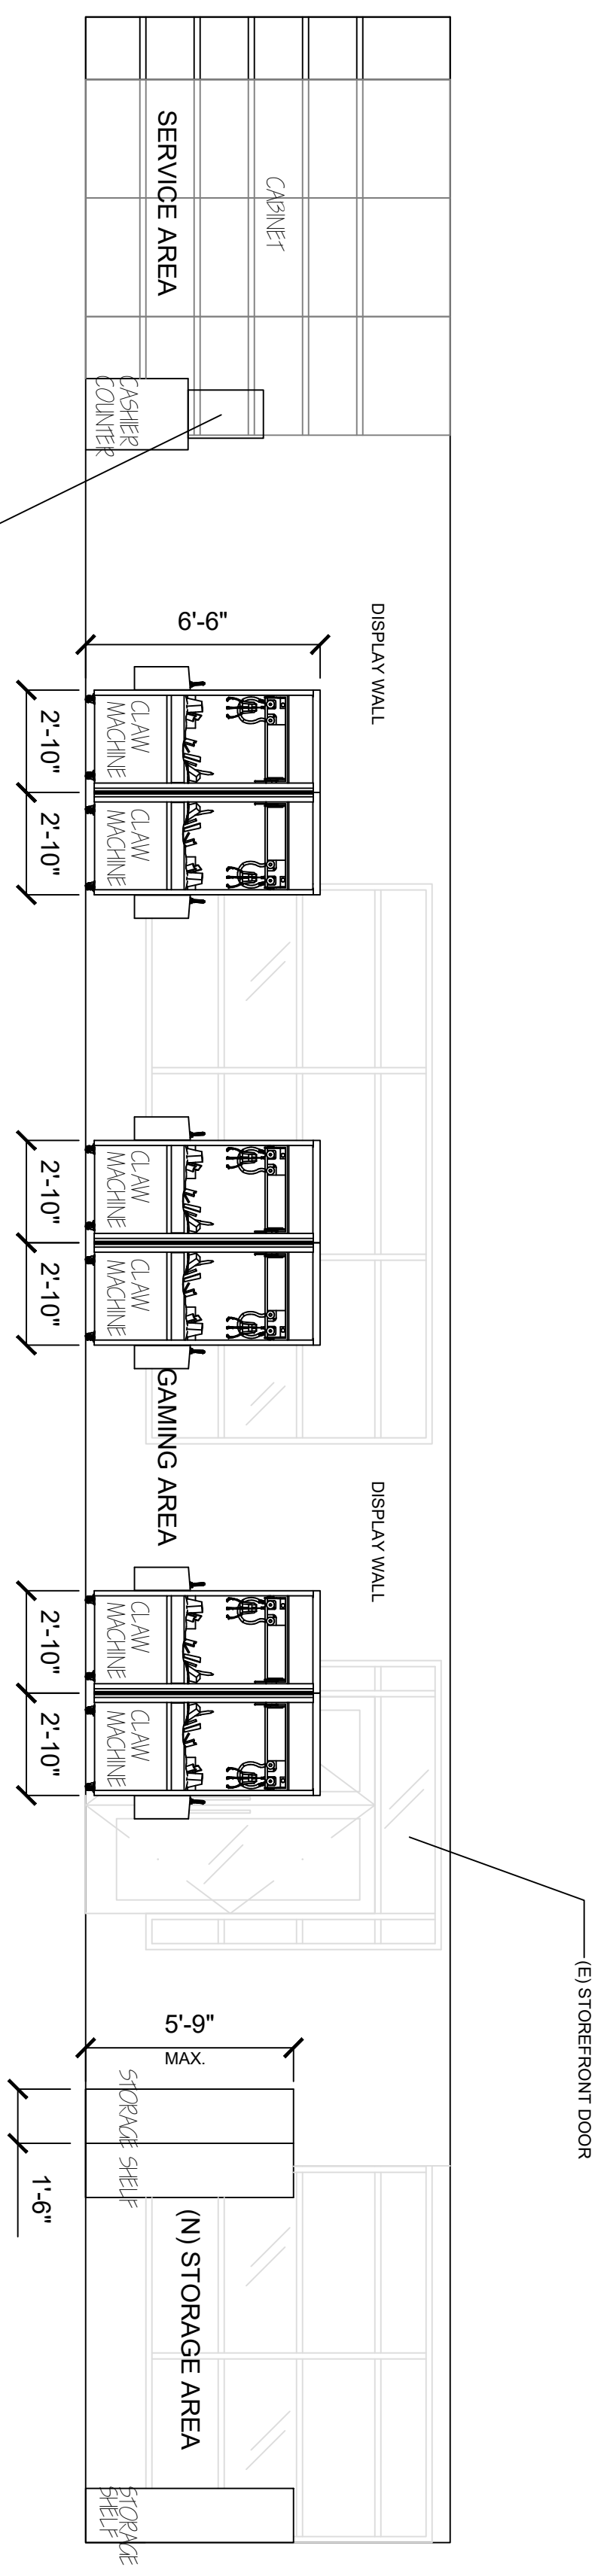 SERVICE AREA
CABINET
CASHIER
COUNTER
DISPLAY WALL
6'-6"
CLAW
MACHINE
2'-10"
CLAW
MACHINE
2'-10"
CLAW
MACHINE
2'-10"
CLAW
MACHINE
2'-10"
GAMING AREA
DISPLAY WALL
CLAW
MACHINE
2'-10"
CLAW
MACHINE
2'-10"
(E) STOREFRONT DOOR
5'-9"
MAX.
STORAGE SHELF
1'-6"
(N) STORAGE AREA
STORAGE
SHELF